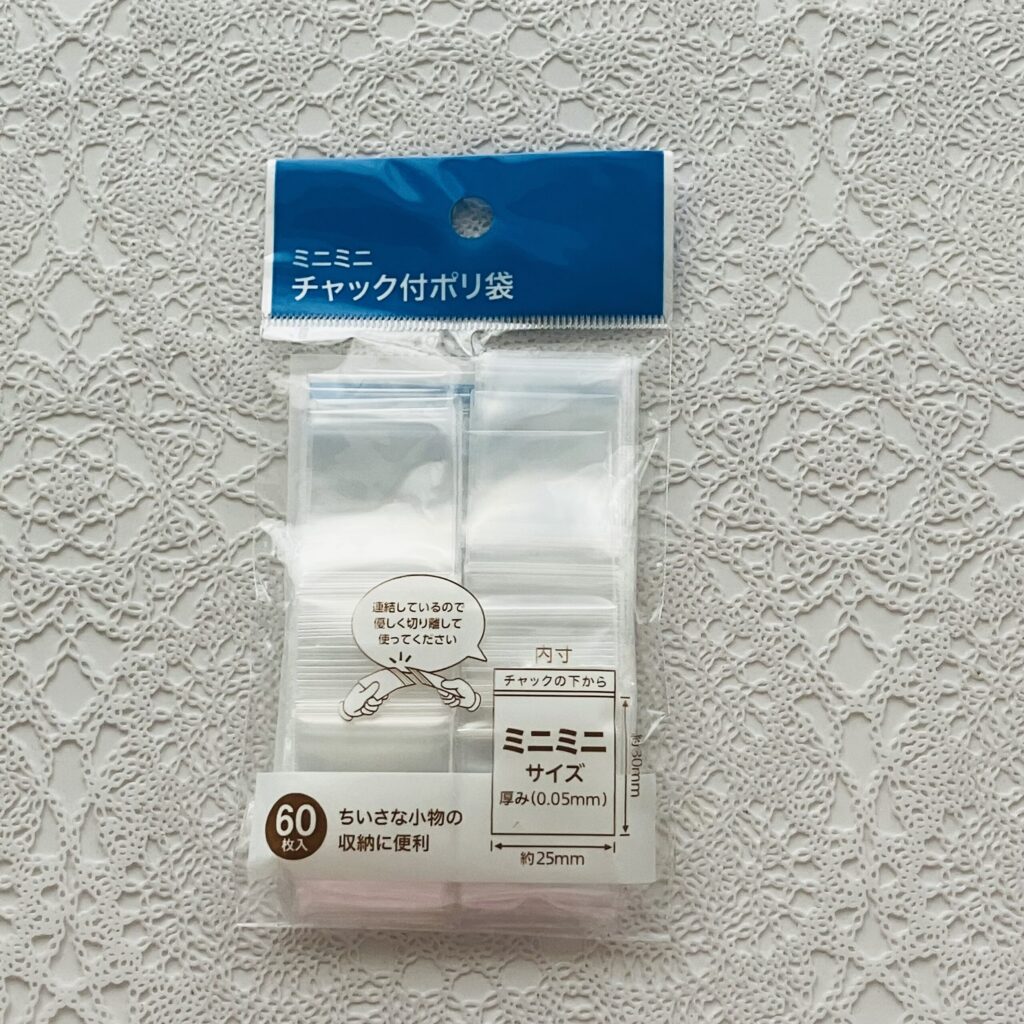 ミニミニ
チャック付ポリ袋
連結しているので
優しく切り離して
使ってください
内寸
チャックの下から
ミニミニ
サイズ
厚み(0.05mm)
約30mm
約25mm
60
枚入
ちいさな小物の
収納に便利